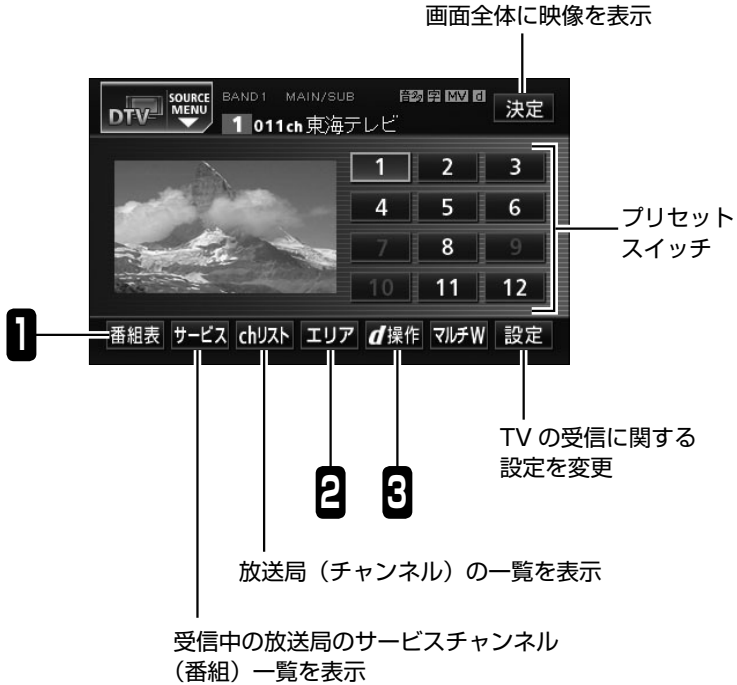 画面全体に映像を表示
DTV
SOURCE
MENU
BAND1 MAIN/SUB
音多 字 MV d
決定
1 011ch 東海テレビ
1 2 3
4 5 6
7 8 9
10 11 12
プリセット
スイッチ
1
番組表 サービス chリスト エリア d操作 マルチW 設定
TV の受信に関する
設定を変更
2 3
放送局(チャンネル)の一覧を表示
受信中の放送局のサービスチャンネル
(番組)一覧を表示